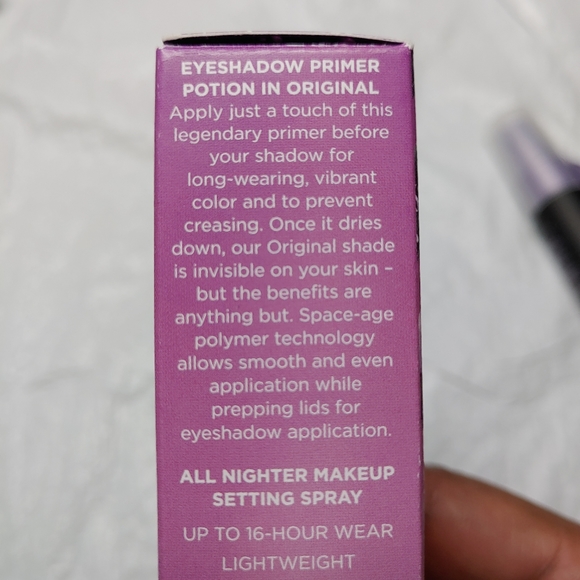 EYESHADOW PRIMER
POTION IN ORIGINAL
Apply just a touch of this
legendary primer before
your shadow for
long-wearing, vibrant
color and to prevent
creasing. Once it dries
down, our Original shade
is invisible on your skin –
but the benefits are
anything but. Space-age
polymer technology
allows smooth and even
application while
prepping lids for
eyeshadow application.
ALL NIGHTER MAKEUP
SETTING SPRAY
UP TO 16-HOUR WEAR
LIGHTWEIGHT